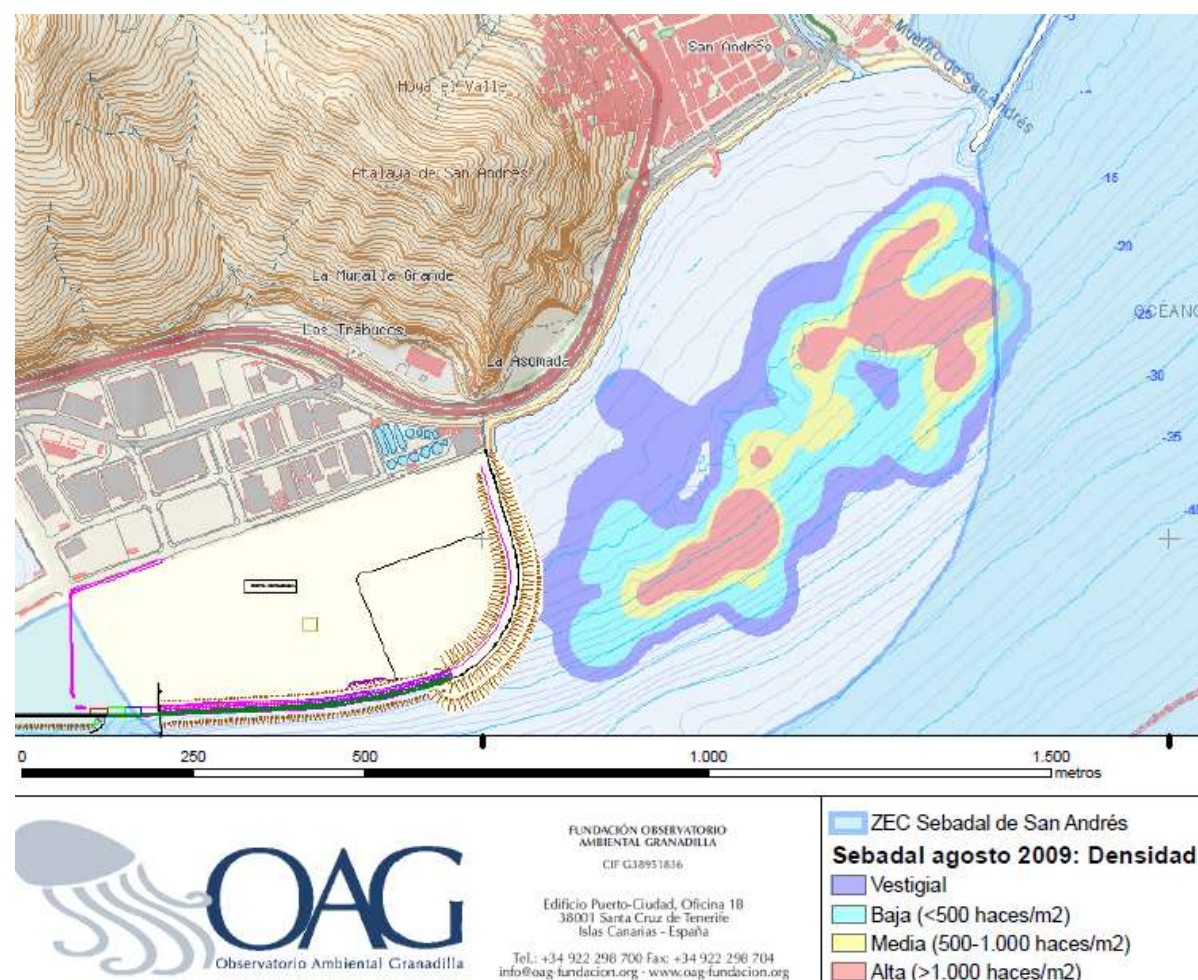 San Andrés
Hoya el Valle
Muellito de San Andrés
Atalaya de San Andrés
-15
-20
La Muralla Grande
OCÉANO
-25
Los Trabucos
La Asomada
-30
-35
-40
0 250 500 1.000 1.500
metros
OAG
Observatorio Ambiental Granadilla
FUNDACIÓN OBSERVATORIO
AMBIENTAL GRANADILLA
CIF G38951836
Edificio Puerto-Ciudad, Oficina 1B
38001 Santa Cruz de Tenerife
Islas Canarias - España
Tel.: +34 922 298 700 Fax: +34 922 298 704
info@oag-fundacion.org - www.oag-fundacion.org
ZEC Sebadal de San Andrés
Sebadal agosto 2009: Densidad
Vestigial
Baja (<500 haces/m2)
Media (500-1.000 haces/m2)
Alta (>1.000 haces/m2)